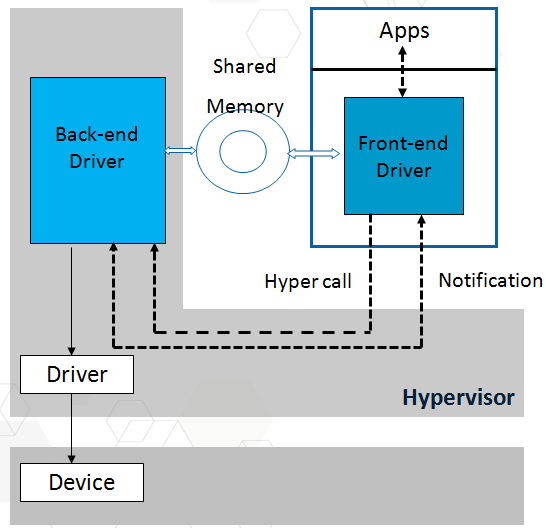 Apps
Shared
Memory
Back-end
Driver
Front-end
Driver
Hyper call
Notification
Driver
Hypervisor
Device